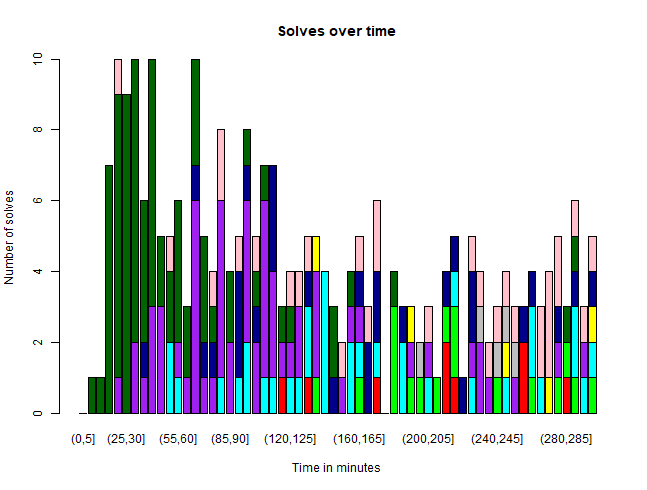 Solves over time
Number of solves
10
8
6
4
2
0
(0,5] (25,30] (55,60] (85,90] (120,125] (160,165] (200,205] (240,245] (280,285]
Time in minutes